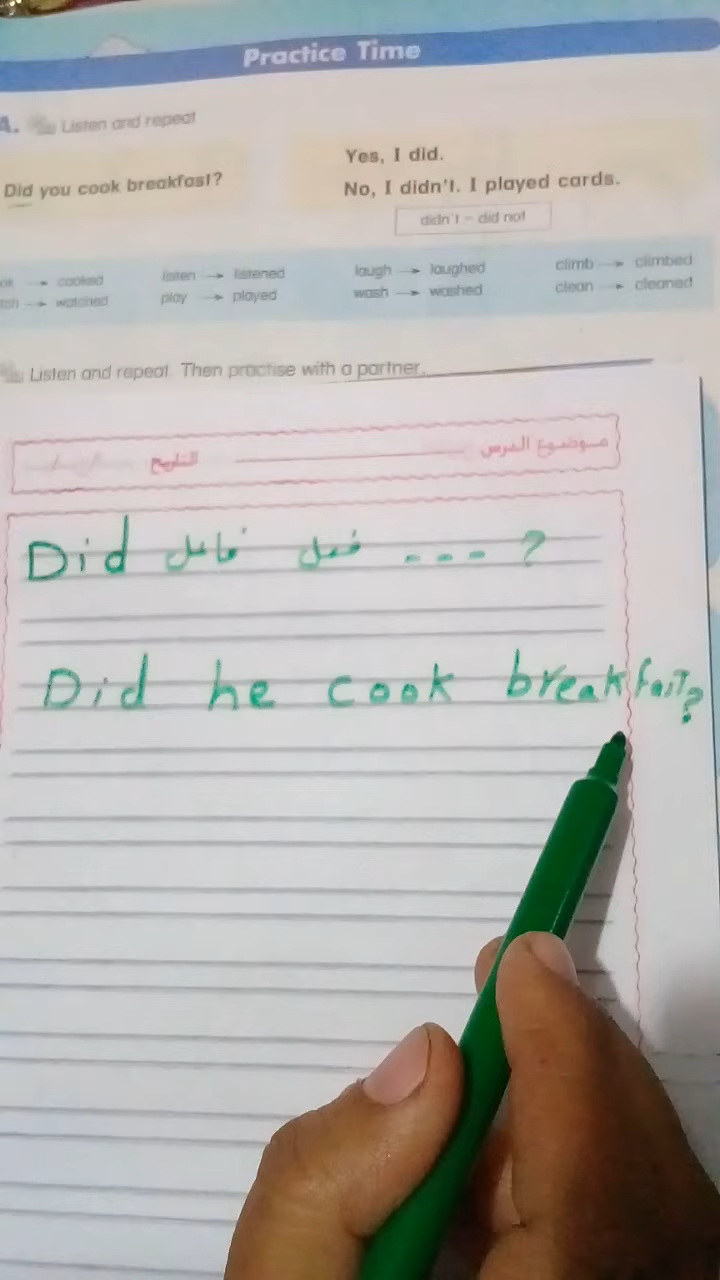 Practice Time
A. Listen and repeat
Did you cook breakfast?
Yes, I did.
No, I didn't. I played cards.
didn't = did not
→ cooked listen → listened laugh → laughed climb → climbed
→ watched play → played wash → washed clean → cleaned
Listen and repeat. Then practise with a partner.
موضوع الدرس التاريخ
Did فاعل فعل --- ?
Did he cook breakfast?